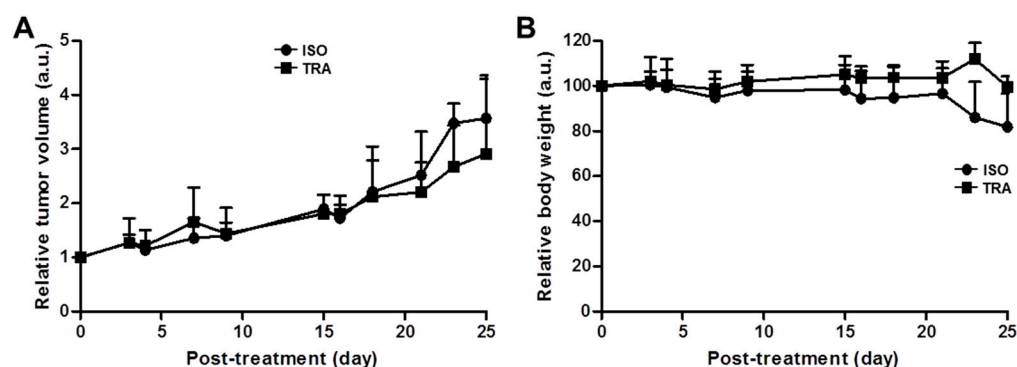 A
Relative tumor volume (a.u.)
5
4
3
2
1
0
ISO
TRA
0 5 10 15 20 25
Post-treatment (day)
B
Relative body weight (a.u.)
120
100
80
60
40
20
0
ISO
TRA
0 5 10 15 20 25
Post-treatment (day)